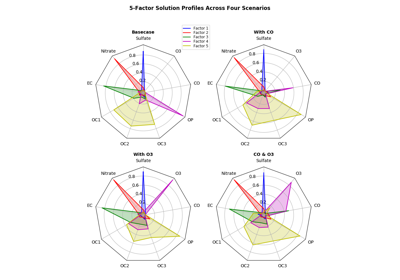 5-Factor Solution Profiles Across Four Scenarios
Factor 1
Factor 2
Factor 3
Factor 4
Factor 5
Basecase
Sulfate
Nitrate
O3
EC
CO
OC1
OP
OC2
OC3
0.8
0.6
0.4
0.2
With CO
Sulfate
Nitrate
O3
EC
CO
OC1
OP
OC2
OC3
0.8
0.6
0.4
0.2
With O3
Sulfate
Nitrate
O3
EC
CO
OC1
OP
OC2
OC3
0.8
0.6
0.4
0.2
CO & O3
Sulfate
Nitrate
O3
EC
CO
OC1
OP
OC2
OC3
0.8
0.6
0.4
0.2